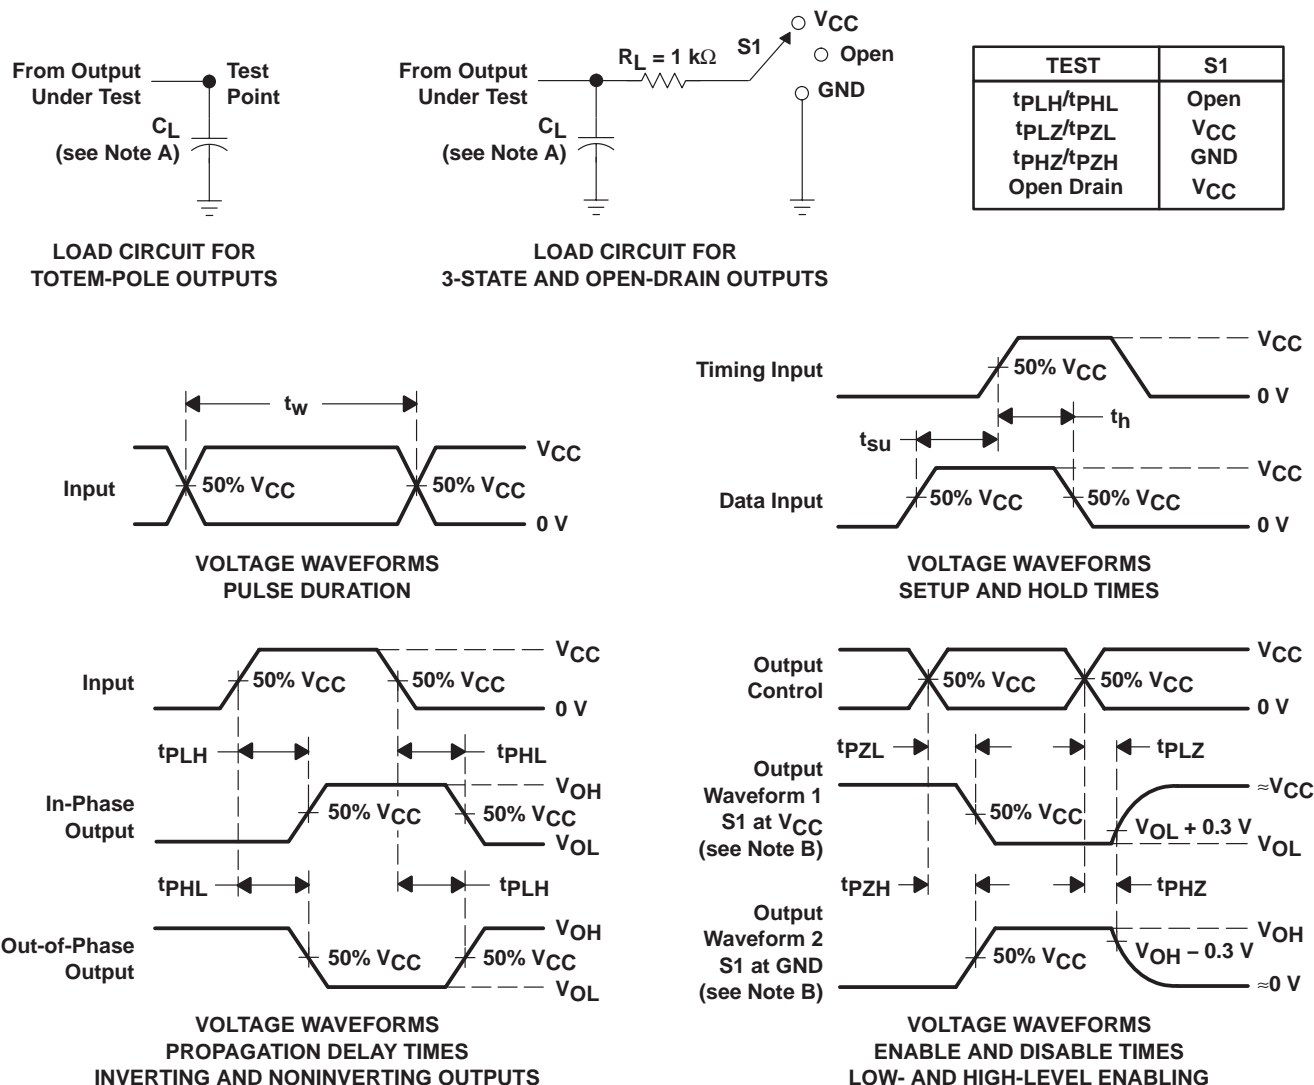 From Output
Under Test
Test
Point
CL
(see Note A)
LOAD CIRCUIT FOR
TOTEM-POLE OUTPUTS
From Output
Under Test
RL = 1 kΩ
S1
VCC
Open
GND
CL
(see Note A)
LOAD CIRCUIT FOR
3-STATE AND OPEN-DRAIN OUTPUTS
TEST S1
tPLH/tPHL Open
tPLZ/tPZL VCC
tPHZ/tPZH GND
Open Drain VCC
tw
Input
50% VCC
50% VCC
VCC
0 V
VOLTAGE WAVEFORMS
PULSE DURATION
Timing Input
50% VCC
VCC
0 V
tsu
th
Data Input
50% VCC
50% VCC
VCC
0 V
VOLTAGE WAVEFORMS
SETUP AND HOLD TIMES
Input
50% VCC
50% VCC
VCC
0 V
tPLH
tPHL
In-Phase
Output
50% VCC
50% VCC
VOH
VOL
tPHL
tPLH
Out-of-Phase
Output
50% VCC
50% VCC
VOH
VOL
VOLTAGE WAVEFORMS
PROPAGATION DELAY TIMES
INVERTING AND NONINVERTING OUTPUTS
Output
Control
50% VCC
50% VCC
VCC
0 V
tPZL
tPLZ
Output
Waveform 1
S1 at VCC
(see Note B)
50% VCC
VOL + 0.3 V
≈VCC
VOL
tPZH
tPHZ
Output
Waveform 2
S1 at GND
(see Note B)
50% VCC
VOH − 0.3 V
VOH
≈0 V
VOLTAGE WAVEFORMS
ENABLE AND DISABLE TIMES
LOW- AND HIGH-LEVEL ENABLING